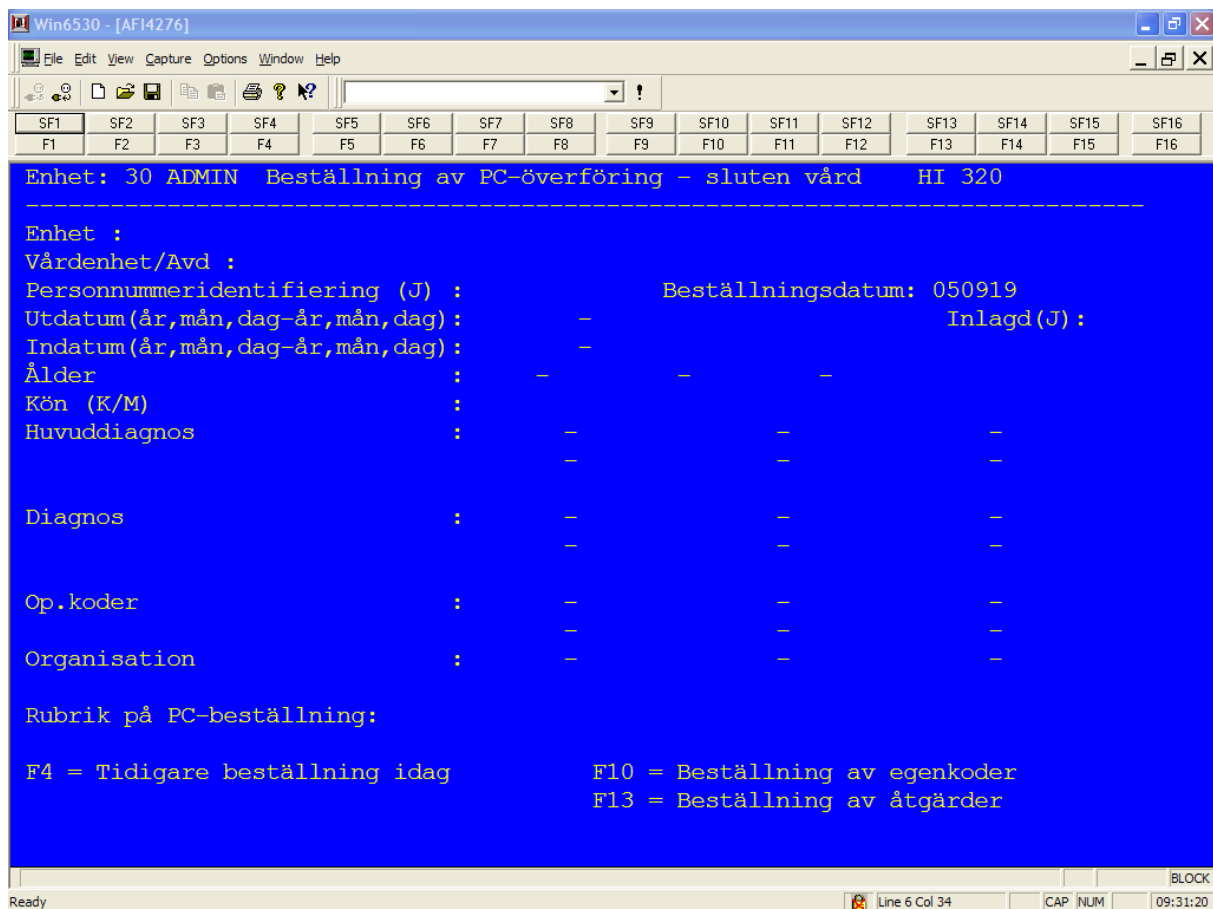 Win6530 - [AFI4276]
File Edit View Capture Options Window Help
SF1 SF2 SF3 SF4 SF5 SF6 SF7 SF8 SF9 SF10 SF11 SF12 SF13 SF14 SF15 SF16
F1 F2 F3 F4 F5 F6 F7 F8 F9 F10 F11 F12 F13 F14 F15 F16
Enhet: 30 ADMIN Beställning av PC-överföring - sluten vård HI 320
--------------------------------------------------------------------------------
Enhet :
Vårdenhet/Avd :
Personnummeridentifiering (J) : Beställningsdatum: 050919
Utdatum(år,mån,dag-år,mån,dag): - Inlagd(J):
Indatum(år,mån,dag-år,mån,dag): -
Ålder : - - -
Kön (K/M) :
Huvuddiagnos : - - -
- - -
Diagnos : - - -
- - -
Op.koder : - - -
- - -
Organisation : - - -
Rubrik på PC-beställning:
F4 = Tidigare beställning idag F10 = Beställning av egenkoder
F13 = Beställning av åtgärder
BLOCK
Ready Line 6 Col 34 CAP NUM 09:31:20